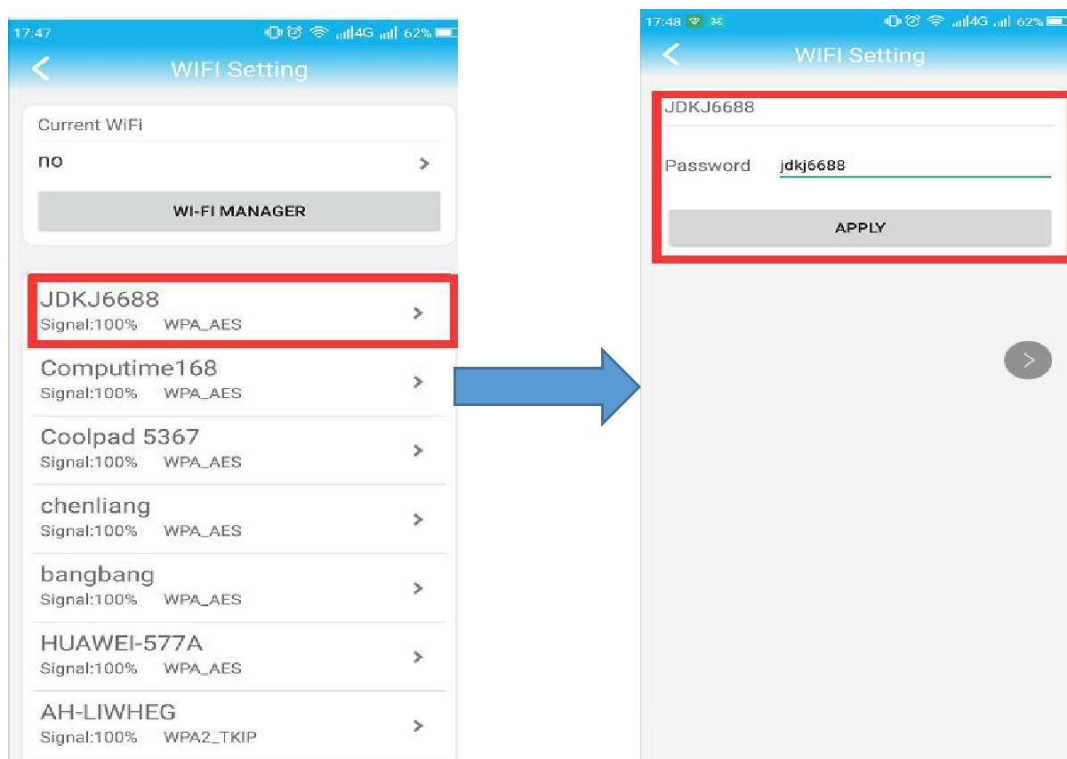 17:47 4G 62%
WIFI Setting
Current WiFi
no
WI-FI MANAGER
JDKJ6688
Signal:100% WPA_AES
Computime168
Signal:100% WPA_AES
Coolpad 5367
Signal:100% WPA_AES
chenliang
Signal:100% WPA_AES
bangbang
Signal:100% WPA_AES
HUAWEI-577A
Signal:100% WPA_AES
AH-LIWHEG
Signal:100% WPA2_TKIP
17:48 4G 62%
WIFI Setting
JDKJ6688
Password jdkj6688
APPLY